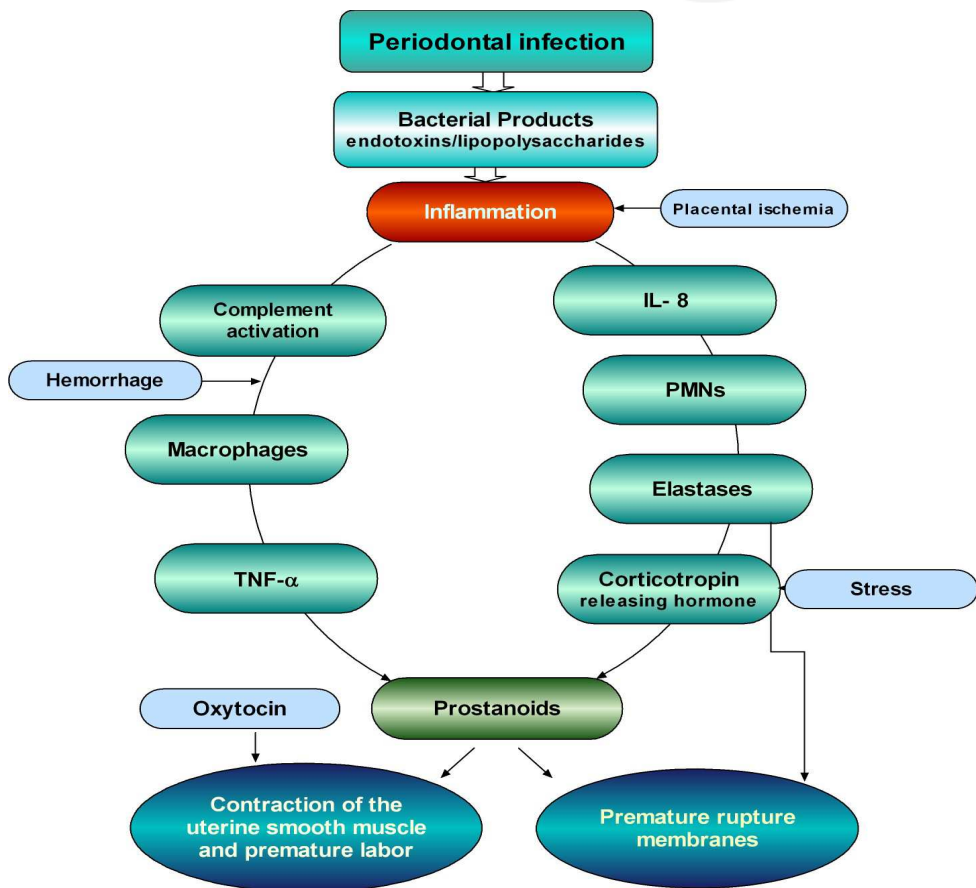 Periodontal infection
Bacterial Products
endotoxins/lipopolysaccharides
Inflammation
Placental ischemia
Complement
activation
IL- 8
Hemorrhage
PMNs
Macrophages
Elastases
TNF-α
Corticotropin
releasing hormone
Stress
Oxytocin
Prostanoids
Contraction of the
uterine smooth muscle
and premature labor
Premature rupture
membranes